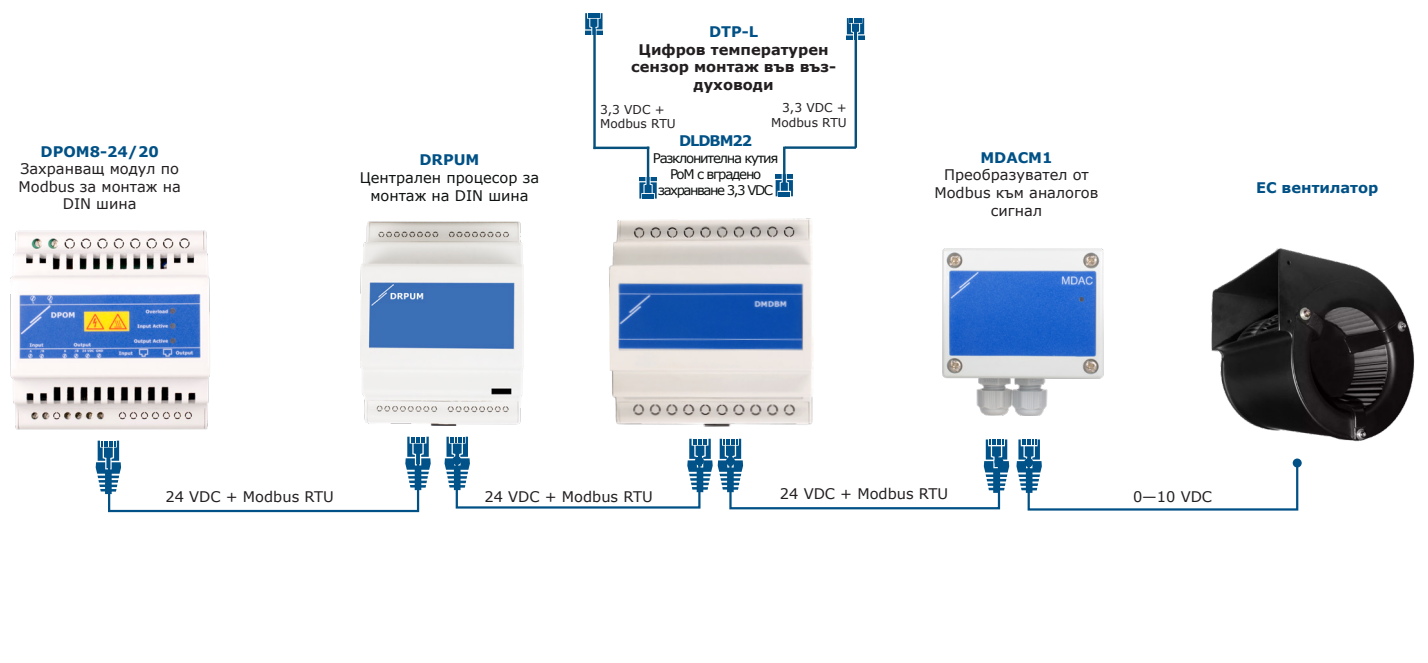 DTP-L
Цифров температурен
сензор монтаж във въз-
духоводи
3,3 VDC +
Modbus RTU
3,3 VDC +
Modbus RTU
DPOM8-24/20
Захранващ модул по
Modbus за монтаж на
DIN шина
DRPUM
Централен процесор за
монтаж на DIN шина
DLDBM22
Разклонителна кутия
PoM с вградено
захранване 3,3 VDC
MDACM1
Преобразувател от
Modbus към аналогов
сигнал
ЕС вентилатор
DPOM
Overload
Input Active
Output Active
Input
Output
Input
Output
DRPUM
DMDBM
MDAC
24 VDC + Modbus RTU
24 VDC + Modbus RTU
24 VDC + Modbus RTU
0—10 VDC